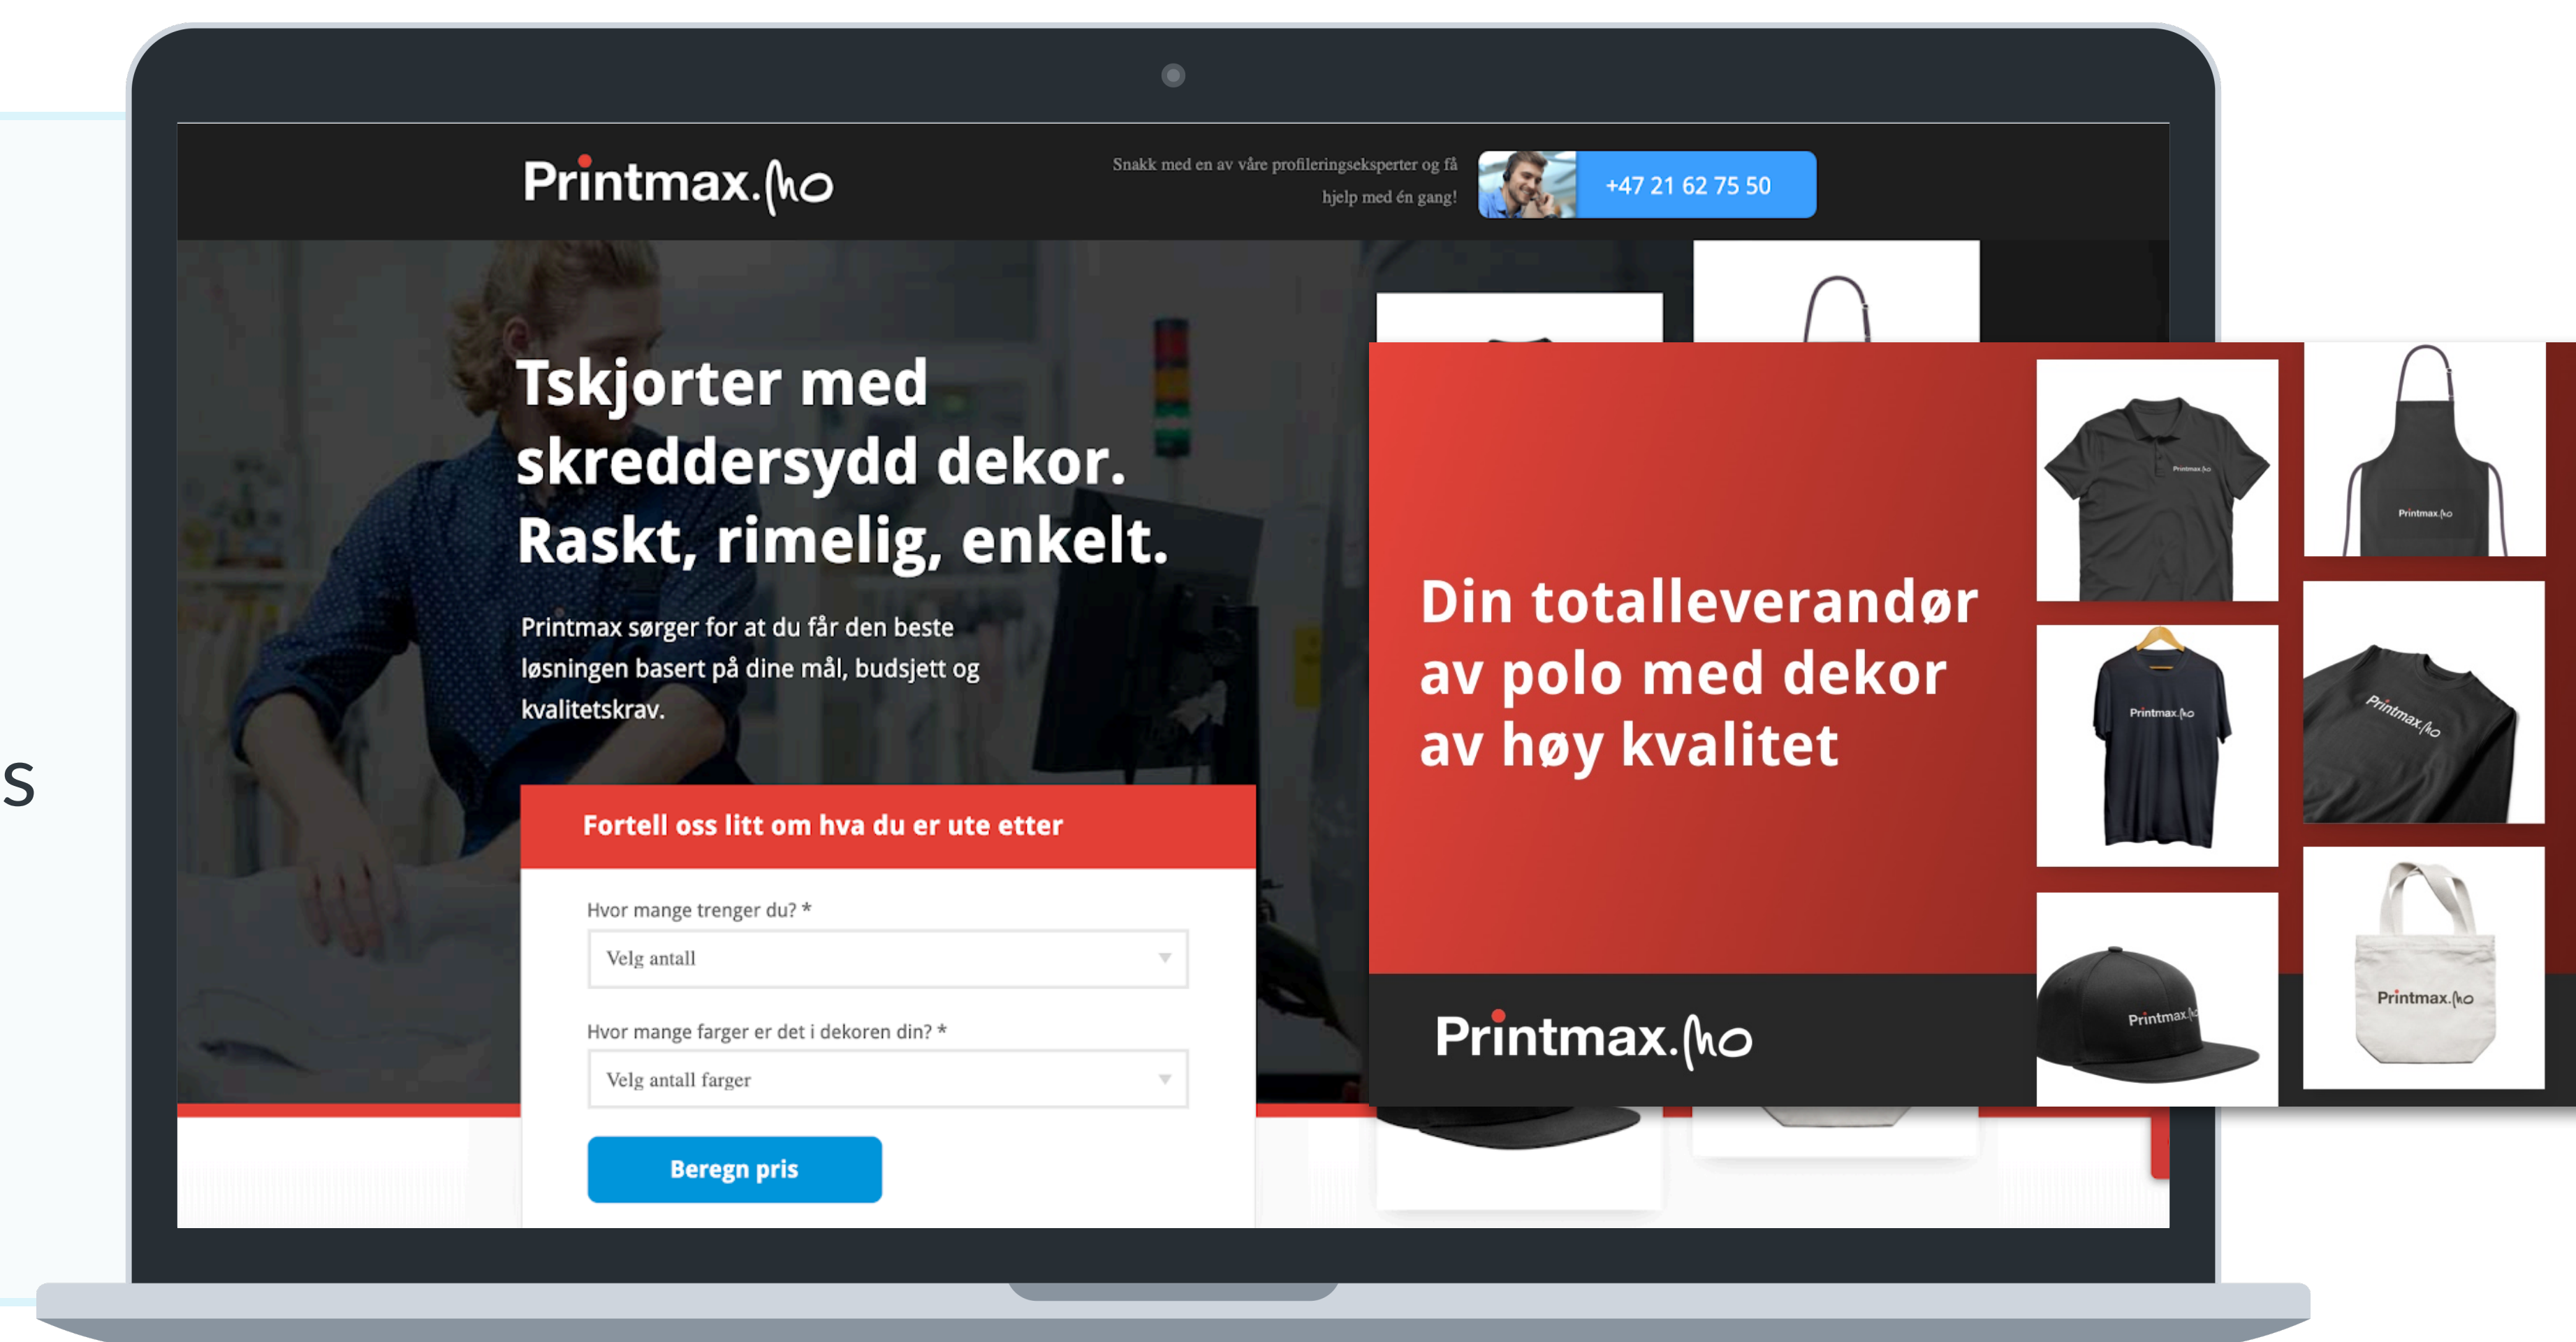 s
Printmax.no
Snakk med en av våre profileringseksperter og få
hjelp med én gang!
+47 21 62 75 50
Tskjorter med
skreddersydd dekor.
Raskt, rimelig, enkelt.
Printmax sørger for at du får den beste
løsningen basert på dine mål, budsjett og
kvalitetskrav.
Fortell oss litt om hva du er ute etter
Hvor mange trenger du? *
Velg antall
Hvor mange farger er det i dekoren din? *
Velg antall farger
Beregn pris
Din totalleverandør
av polo med dekor
av høy kvalitet
Printmax.no
Printmax.no
Printmax.no
Printmax.no
Printmax.no
Printmax.no
Printmax.no